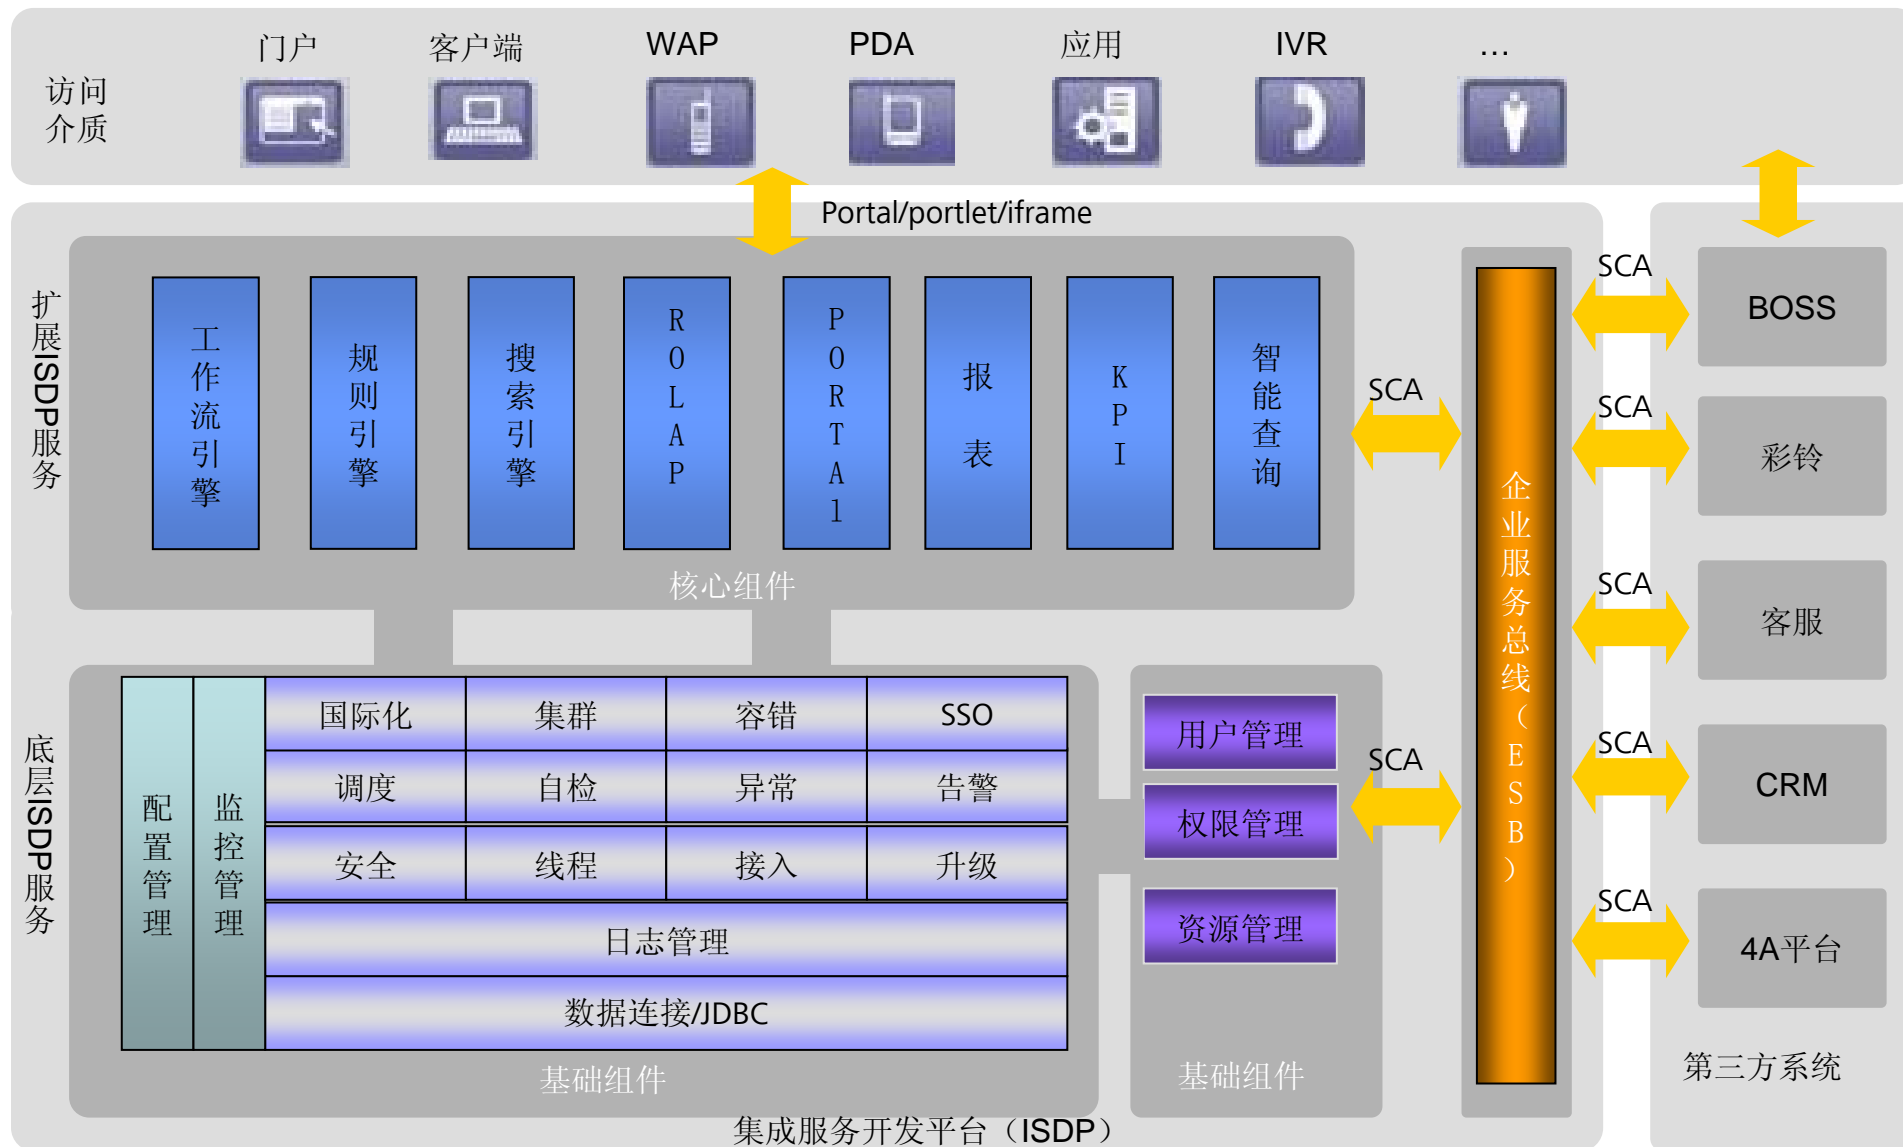 门户
客户端
WAP
PDA
应用
IVR
...
访问
介质
Portal/portlet/iframe
扩展ISDP服务
工作流引擎
规则引擎
搜索引擎
ROLAP
PORTAl
报表
KPI
智能查询
核心组件
SCA
企业服务总线（ESB）
SCA
BOSS
SCA
彩铃
SCA
客服
SCA
CRM
SCA
4A平台
第三方系统
底层ISDP服务
配置管理
监控管理
国际化
集群
容错
SSO
调度
自检
异常
告警
安全
线程
接入
升级
日志管理
数据连接/JDBC
基础组件
用户管理
权限管理
资源管理
基础组件
SCA
集成服务开发平台（ISDP）